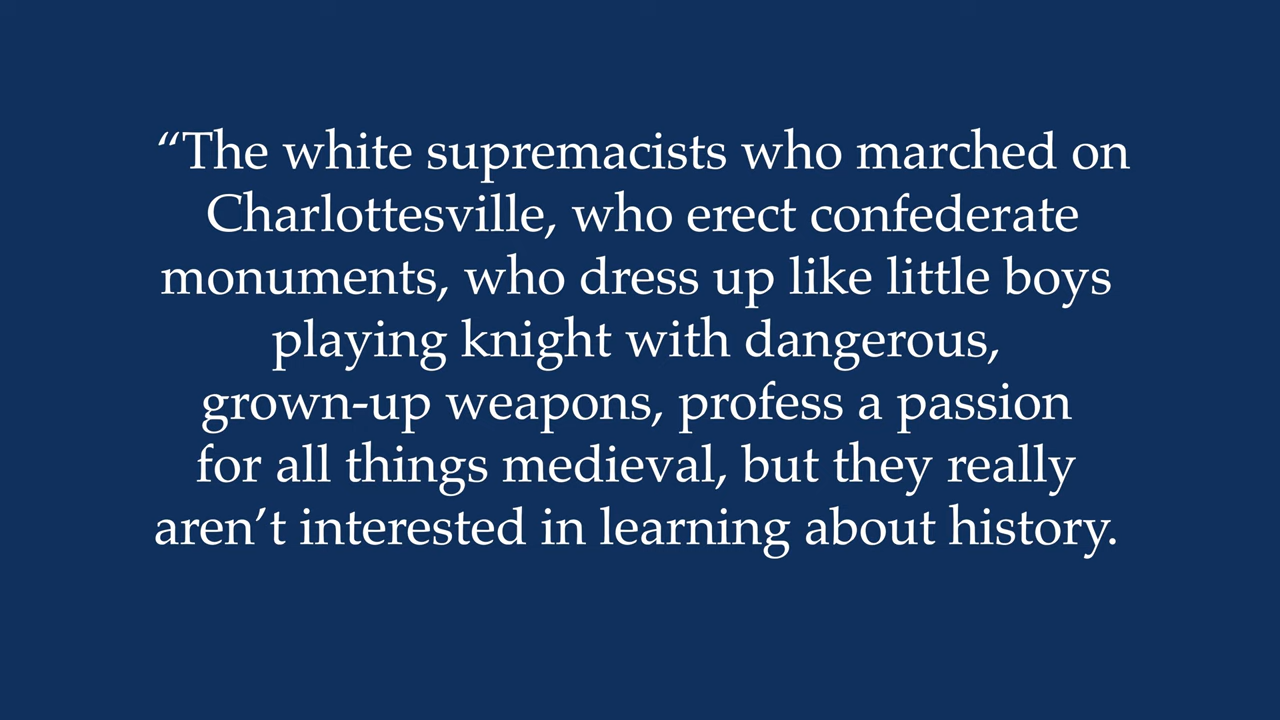 “The white supremacists who marched on
Charlottesville, who erect confederate
monuments, who dress up like little boys
playing knight with dangerous,
grown-up weapons, profess a passion
for all things medieval, but they really
aren’t interested in learning about history.